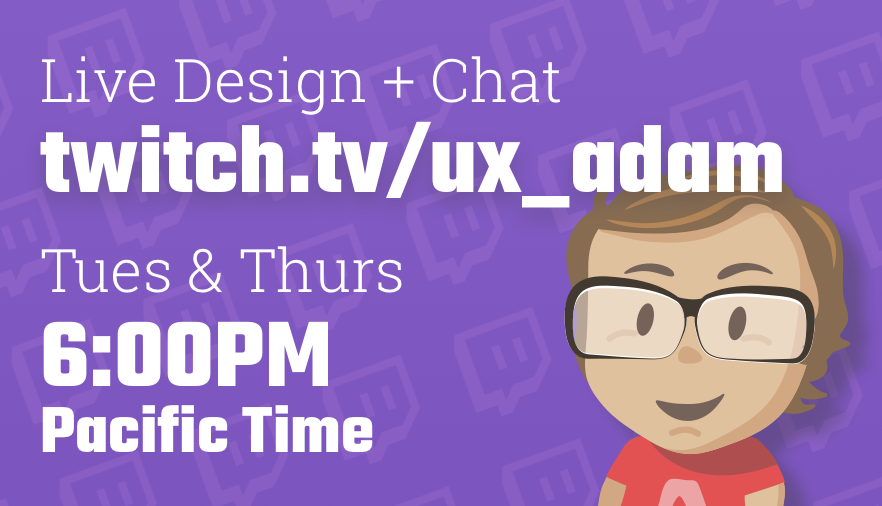 Live Design + Chat
twitch.tv/ux_adam
Tues & Thurs
6:00PM
Pacific Time